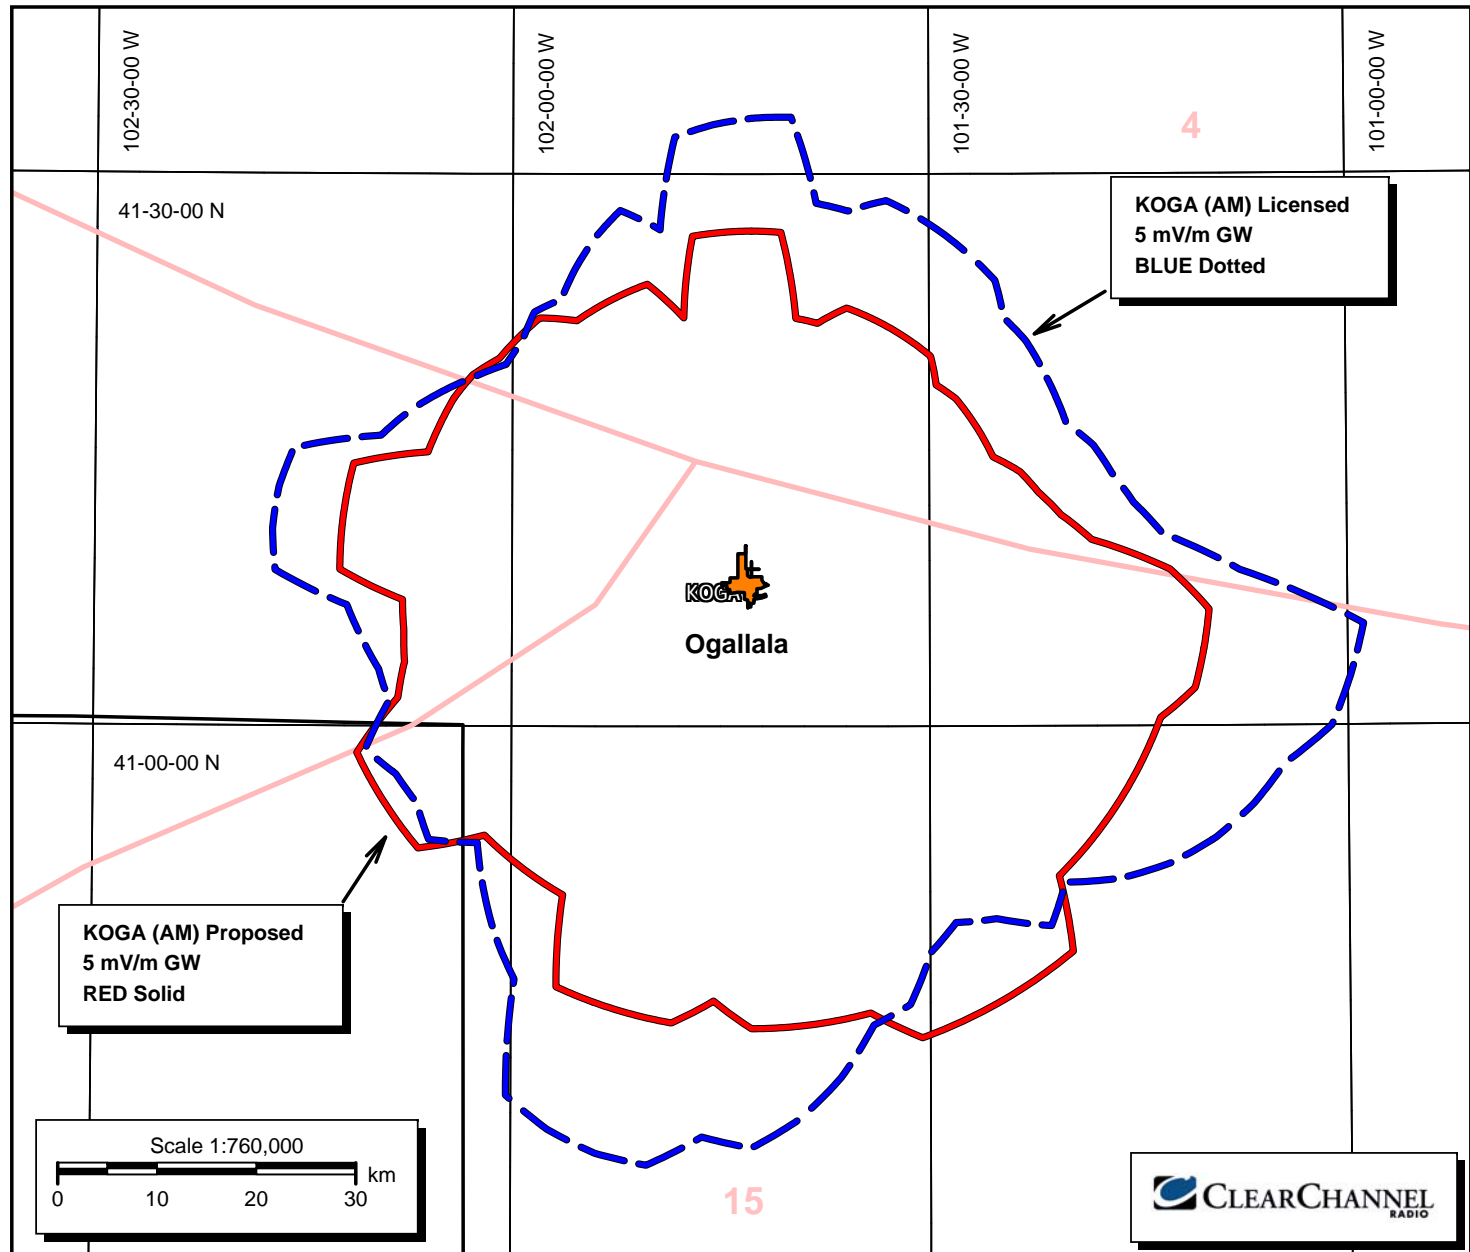 102-30-00 W
102-00-00 W
101-30-00 W
101-00-00 W
4
41-30-00 N
KOGA (AM) Licensed
5 mV/m GW
BLUE Dotted
KOGA
Ogallala
41-00-00 N
KOGA (AM) Proposed
5 mV/m GW
RED Solid
Scale 1:760,000
km
0 10 20 30
15
CLEARCHANNEL
RADIO